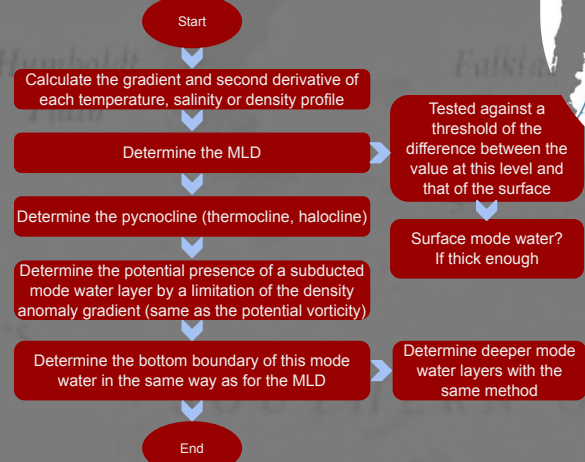 Start
Humboldt
Calculate the gradient and second derivative of
each temperature, salinity or density profile
Determine the MLD
Tested against a
threshold of the
difference between the
value at this level and
that of the surface
Determine the pycnocline (thermocline, halocline)
Surface mode water?
If thick enough
Determine the potential presence of a subducted
mode water layer by a limitation of the density
anomaly gradient (same as the potential vorticity)
Determine the bottom boundary of this mode
water in the same way as for the MLD
Determine deeper mode
water layers with the
same method
End